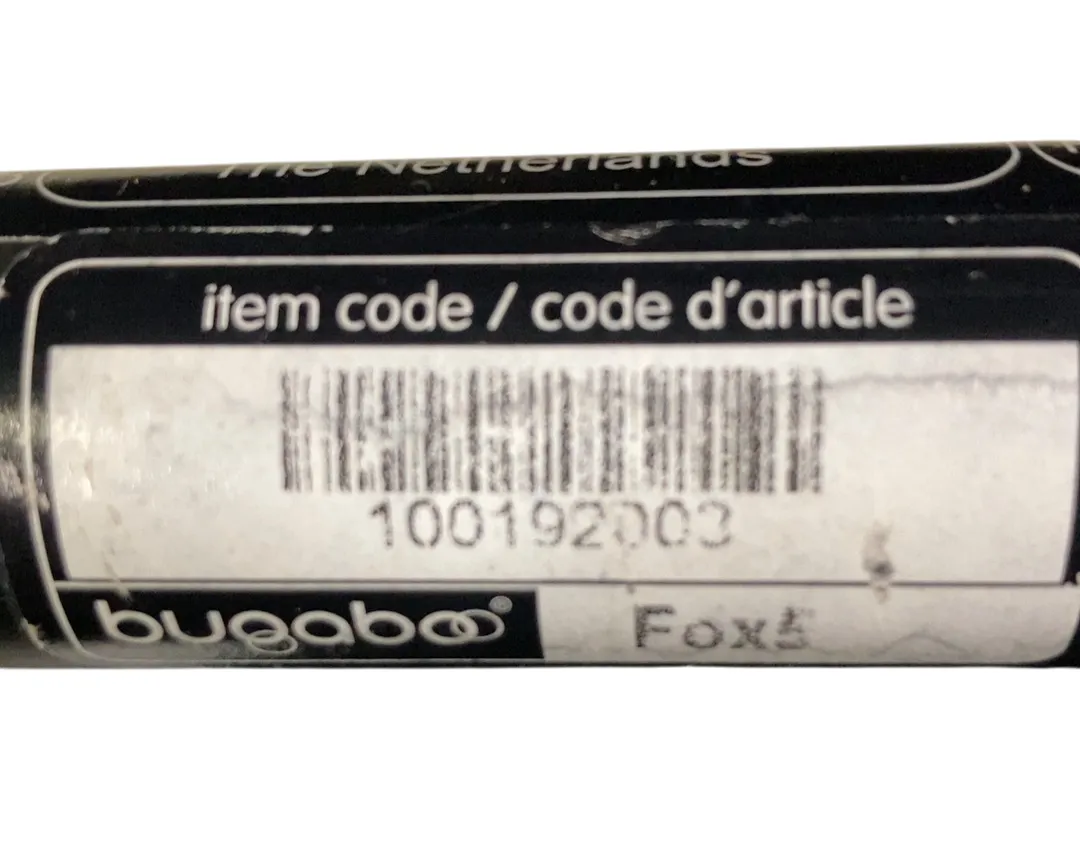 The Netherlands
item code / code d'article
100192003
bugaboo®
Fox5